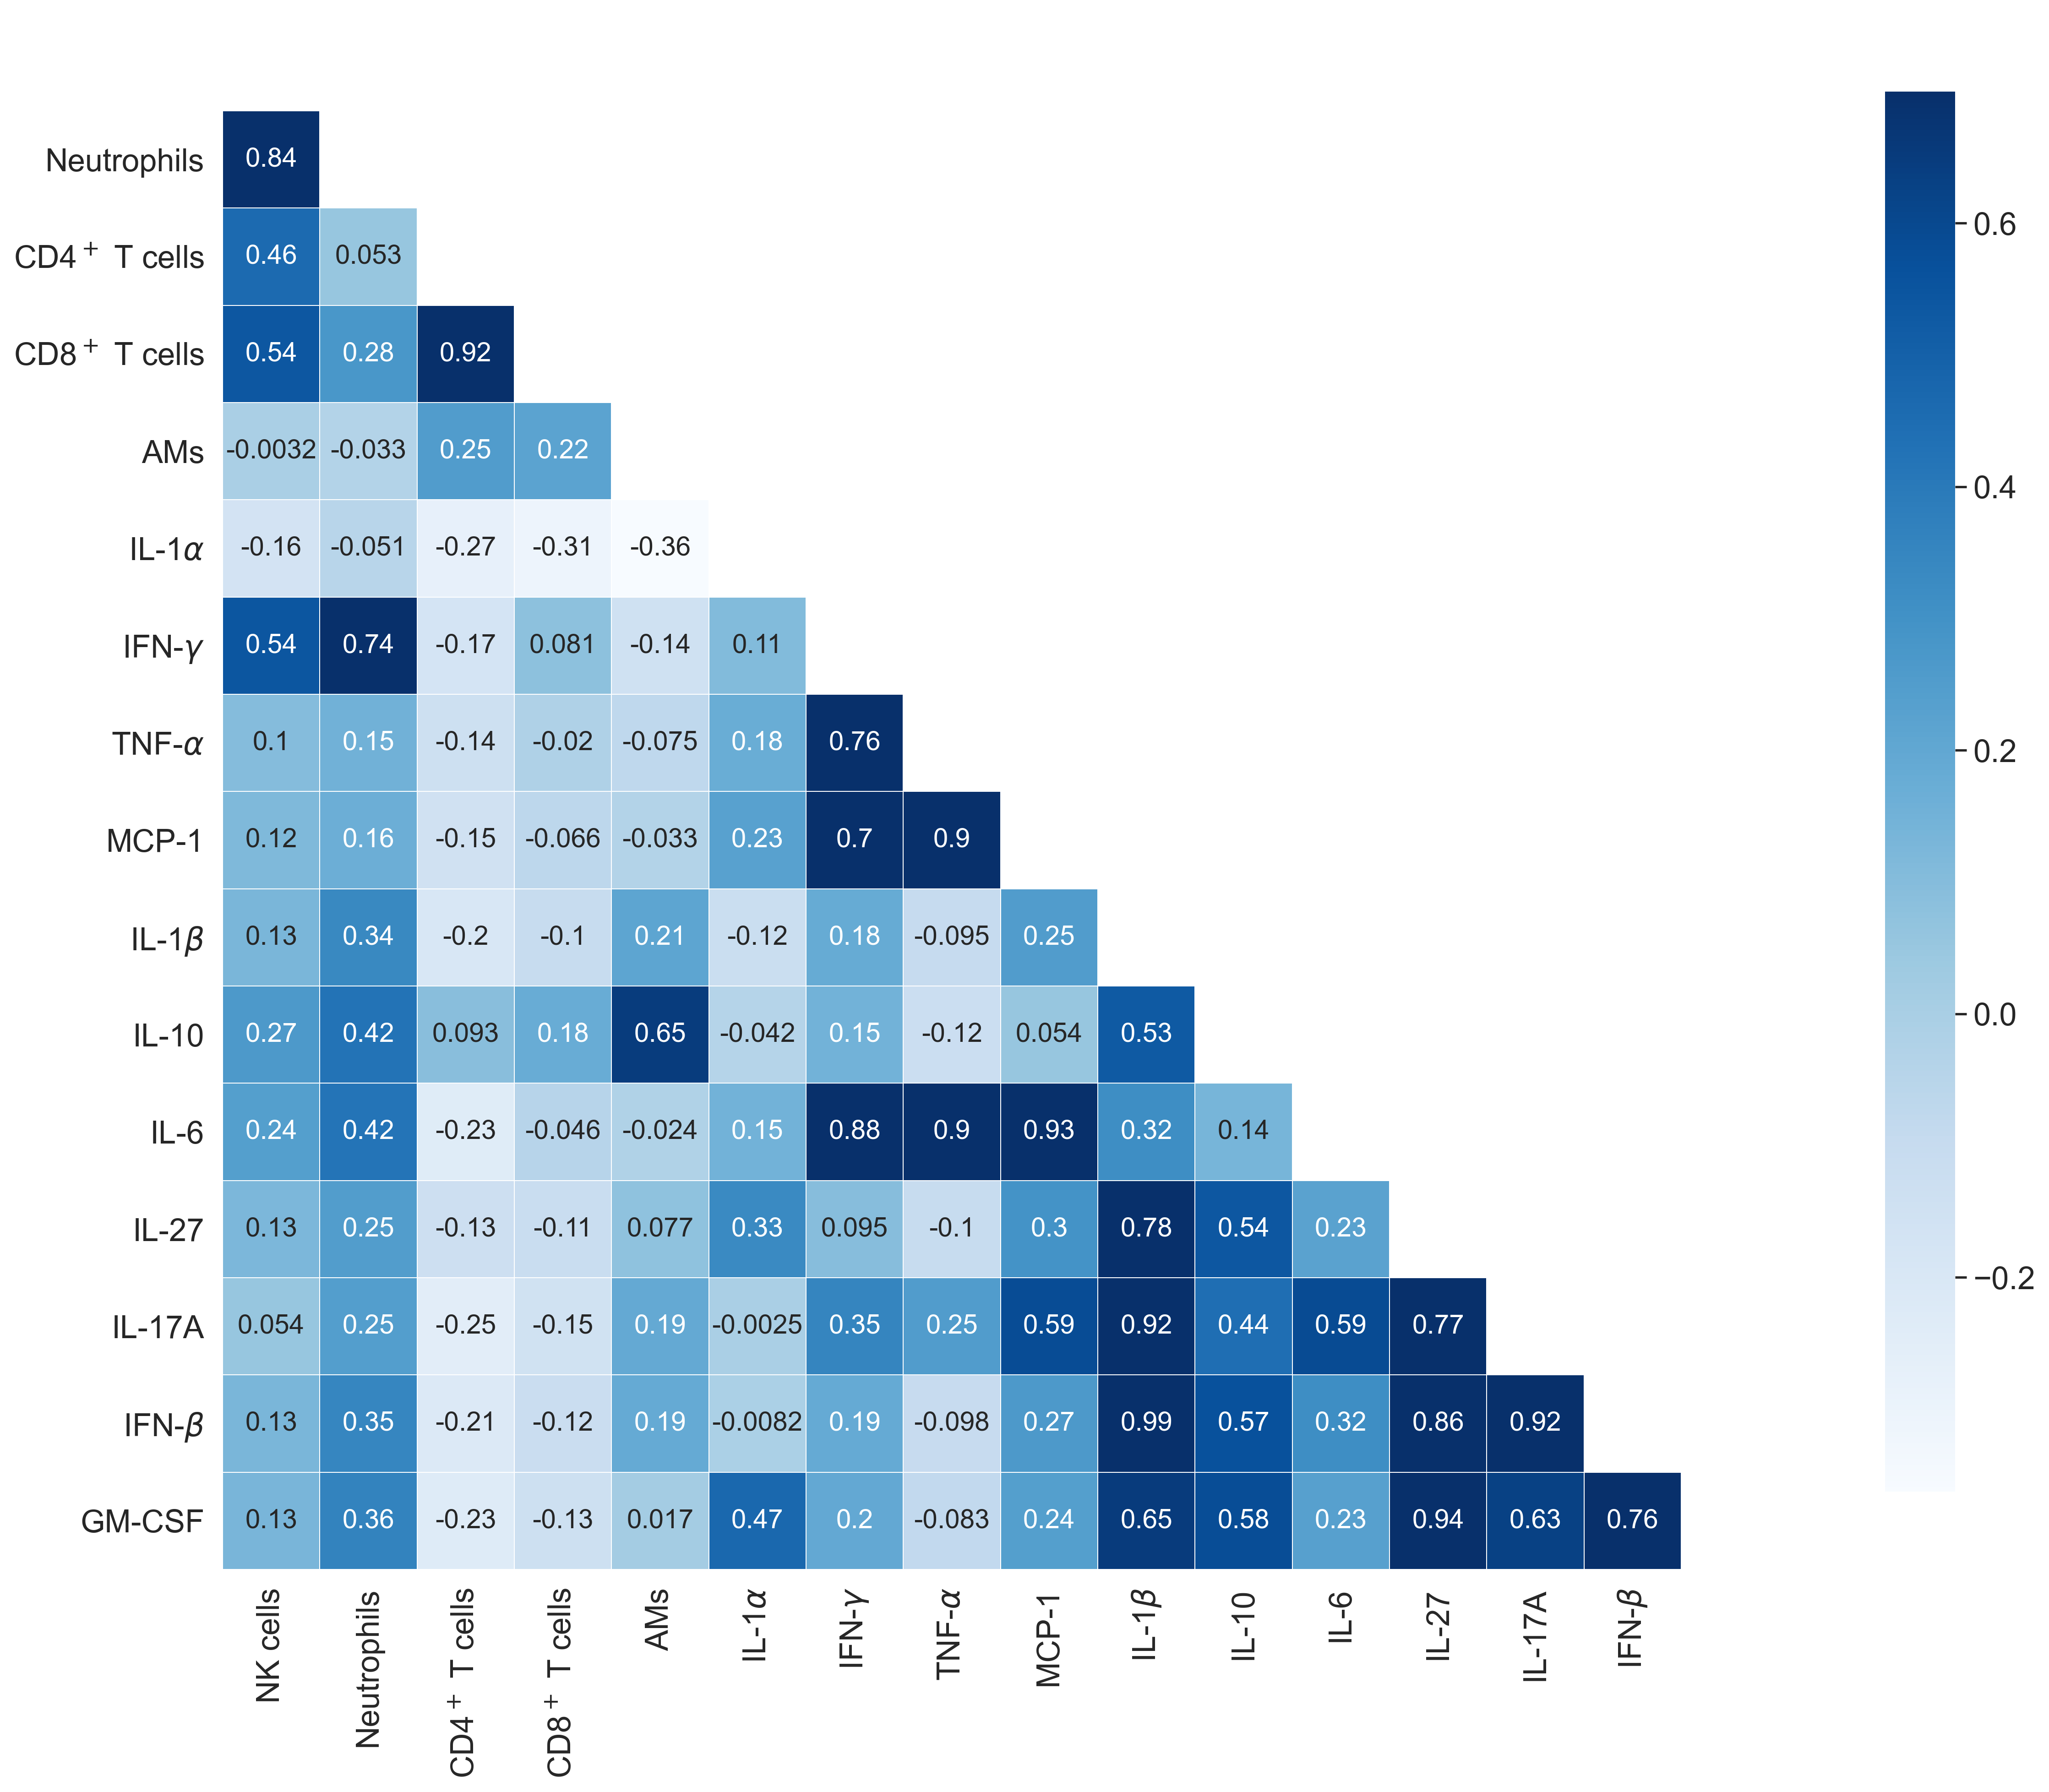 Neutrophils 0.84
CD4⁺ T cells 0.46 0.053
CD8⁺ T cells 0.54 0.28 0.92
AMs -0.0032 -0.033 0.25 0.22
IL-1α -0.16 -0.051 -0.27 -0.31 -0.36
IFN-γ 0.54 0.74 -0.17 0.081 -0.14 0.11
TNF-α 0.1 0.15 -0.14 -0.02 -0.075 0.18 0.76
MCP-1 0.12 0.16 -0.15 -0.066 -0.033 0.23 0.7 0.9
IL-1β 0.13 0.34 -0.2 -0.1 0.21 -0.12 0.18 -0.095 0.25
IL-10 0.27 0.42 0.093 0.18 0.65 -0.042 0.15 -0.12 0.054 0.53
IL-6 0.24 0.42 -0.23 -0.046 -0.024 0.15 0.88 0.9 0.93 0.32 0.14
IL-27 0.13 0.25 -0.13 -0.11 0.077 0.33 0.095 -0.1 0.3 0.78 0.54 0.23
IL-17A 0.054 0.25 -0.25 -0.15 0.19 -0.0025 0.35 0.25 0.59 0.92 0.44 0.59 0.77
IFN-β 0.13 0.35 -0.21 -0.12 0.19 -0.0082 0.19 -0.098 0.27 0.99 0.57 0.32 0.86 0.92
GM-CSF 0.13 0.36 -0.23 -0.13 0.017 0.47 0.2 -0.083 0.24 0.65 0.58 0.23 0.94 0.63 0.76
NK cells
Neutrophils
CD4⁺ T cells
CD8⁺ T cells
AMs
IL-1α
IFN-γ
TNF-α
MCP-1
IL-1β
IL-10
IL-6
IL-27
IL-17A
IFN-β
0.6
0.4
0.2
0.0
−0.2